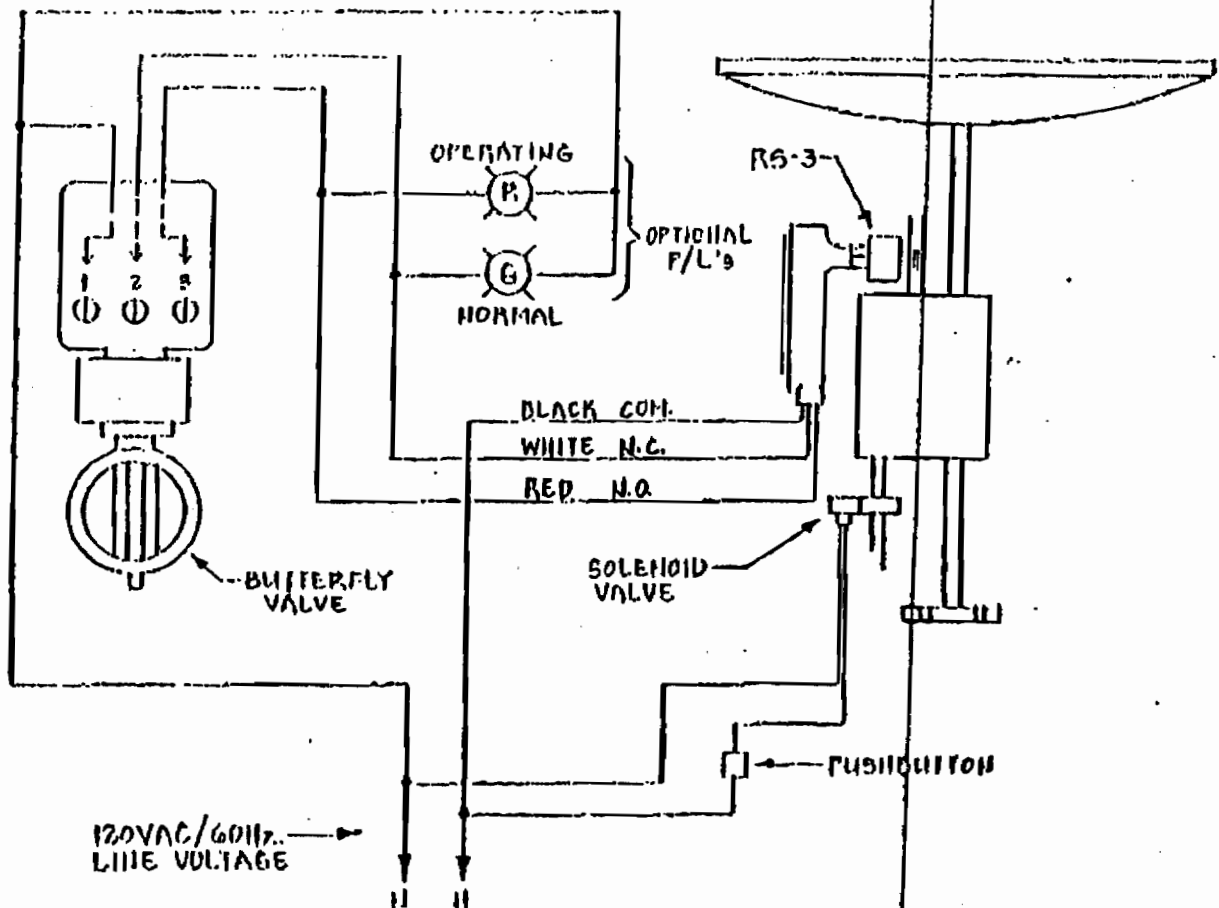 OPERATING
R
G
NORMAL
OPTIONAL
P/L's
RS-3
1 2 3
BLACK COM.
WHITE N.C.
RED N.O.
BUTTERFLY
VALVE
SOLENOID
VALVE
PUSHBUTTON
120VAC/60Hz.
LINE VOLTAGE